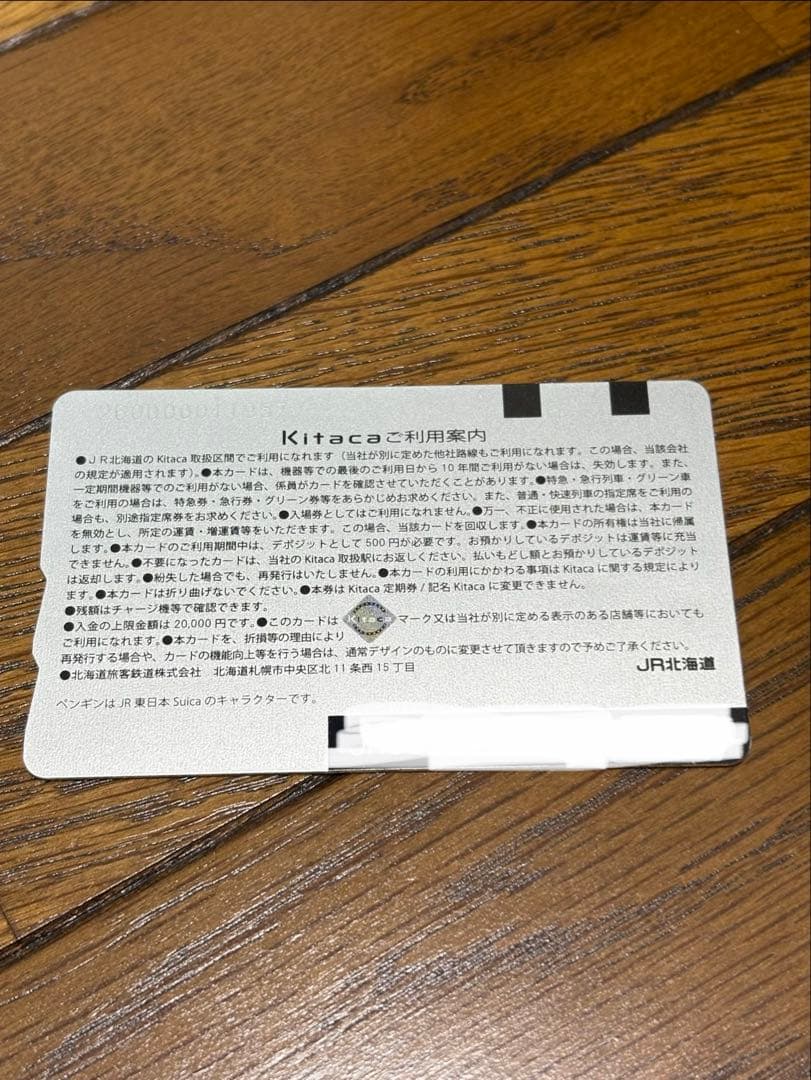 Kitacaご利用案内
●JR北海道のKitaca取扱区間でご利用になれます（当社が別に定めた他社路線もご利用になれます。この場合、当該会社
の規定が適用されます）。●本カードは、機器等での最後のご利用日から10年間ご利用がない場合は、失効します。また、
一定期間機器等でのご利用がない場合、係員がカードを確認させていただくことがあります。●特急・急行列車・グリーン車
をご利用の場合は、特急券・急行券・グリーン券等をあらかじめお求めください。また、普通・快速列車の指定席をご利用の
場合も、別途指定席券をお求めください。●入場券としてはご利用になれません。●万一、不正に使用された場合は、本カード
を無効とし、所定の運賃・増運賃等をいただきます。この場合、当該カードを回収します。●本カードの所有権は当社に帰属
します。●本カードのご利用期間中は、デポジットとして500円が必要です。お預かりしているデポジットは運賃等に充当
できません。●不要になったカードは、当社のKitaca取扱駅にお返しください。払いもどし額とお預かりしているデポジット
は返却します。●紛失した場合でも、再発行はいたしません。●本カードの利用にかかわる事項はKitacaに関する規定により
ます。●本カードは折り曲げないでください。●本券はKitaca定期券/記名Kitacaに変更できません。
●残額はチャージ機等で確認できます。
●入金の上限金額は20,000円です。●このカードは Kitaca マーク又は当社が別に定める表示のある店舗等においても
ご利用になれます。●本カードを、折損等の理由により
再発行する場合や、カードの機能向上等を行う場合は、通常デザインのものに変更させて頂きますので予めご了承ください。
●北海道旅客鉄道株式会社 北海道札幌市中央区北11条西15丁目
JR北海道
ペンギンはJR東日本Suicaのキャラクターです。